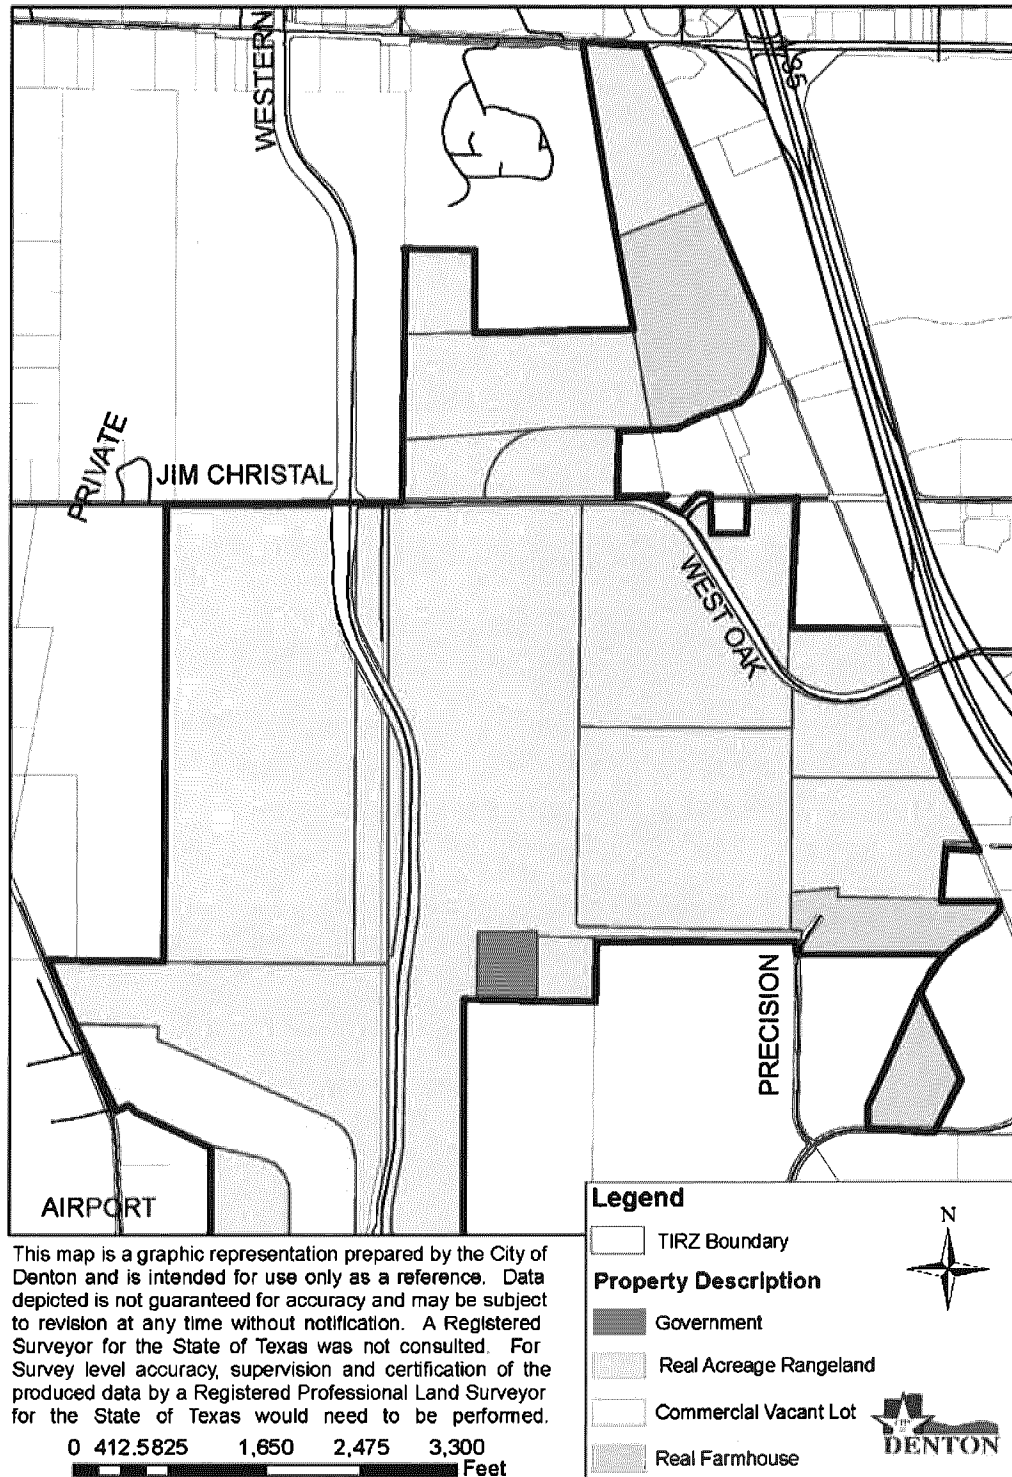 WESTERN
I35
PRIVATE
JIM CHRISTAL
WEST OAK
PRECISION
AIRPORT
This map is a graphic representation prepared by the City of
Denton and is intended for use only as a reference. Data
depicted is not guaranteed for accuracy and may be subject
to revision at any time without notification. A Registered
Surveyor for the State of Texas was not consulted. For
Survey level accuracy, supervision and certification of the
produced data by a Registered Professional Land Surveyor
for the State of Texas would need to be performed.
0 412.5825 1,650 2,475 3,300
Feet
Legend
TIRZ Boundary
Property Description
Government
Real Acreage Rangeland
Commercial Vacant Lot
Real Farmhouse
N
DENTON